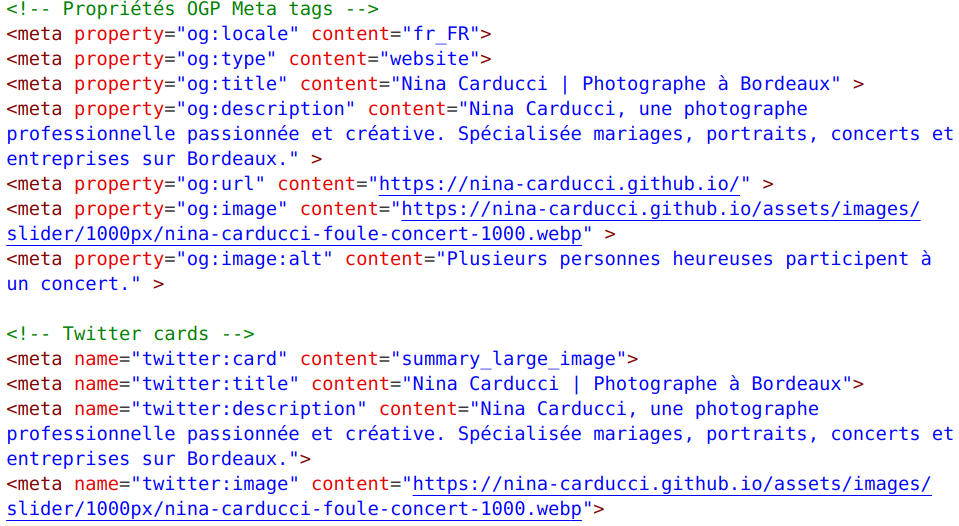 <!-- Propriétés OGP Meta tags -->
<meta property="og:locale" content="fr_FR">
<meta property="og:type" content="website">
<meta property="og:title" content="Nina Carducci | Photographe à Bordeaux" >
<meta property="og:description" content="Nina Carducci, une photographe
professionnelle passionnée et créative. Spécialisée mariages, portraits, concerts et
entreprises sur Bordeaux." >
<meta property="og:url" content="https://nina-carducci.github.io/" >
<meta property="og:image" content="https://nina-carducci.github.io/assets/images/
slider/1000px/nina-carducci-foule-concert-1000.webp" >
<meta property="og:image:alt" content="Plusieurs personnes heureuses participent à
un concert." >

<!-- Twitter cards -->
<meta name="twitter:card" content="summary_large_image">
<meta name="twitter:title" content="Nina Carducci | Photographe à Bordeaux">
<meta name="twitter:description" content="Nina Carducci, une photographe
professionnelle passionnée et créative. Spécialisée mariages, portraits, concerts et
entreprises sur Bordeaux.">
<meta name="twitter:image" content="https://nina-carducci.github.io/assets/images/
slider/1000px/nina-carducci-foule-concert-1000.webp">